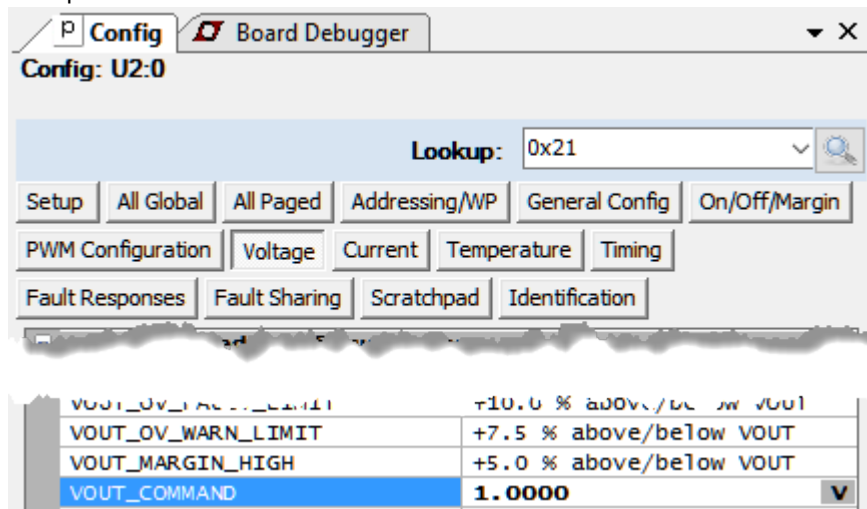 P Config Board Debugger
Config: U2:0
Lookup: 0x21
Setup All Global All Paged Addressing/WP General Config On/Off/Margin
PWM Configuration Voltage Current Temperature Timing
Fault Responses Fault Sharing Scratchpad Identification
VOUT_OV_WARN_LIMIT +7.5 % above/below VOUT
VOUT_MARGIN_HIGH +5.0 % above/below VOUT
VOUT_COMMAND 1.0000 V